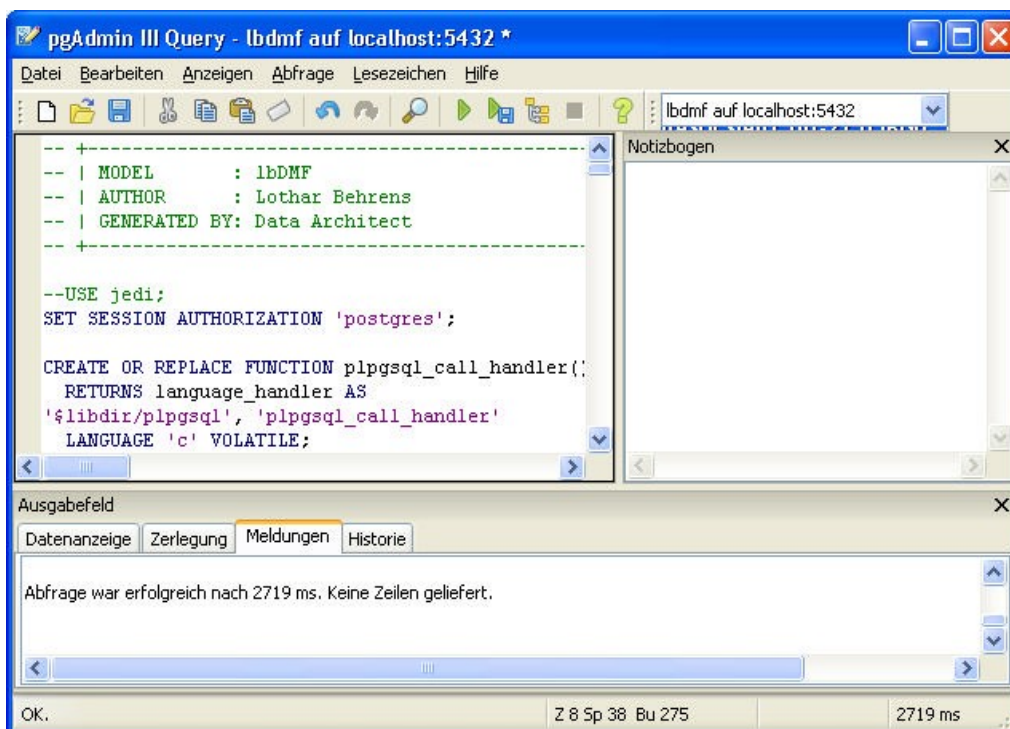 pgAdmin III Query - lbdmf auf localhost:5432 *
Datei Bearbeiten Anzeigen Abfrage Lesezeichen Hilfe
lbdmf auf localhost:5432
-- +----------------------------------------------
-- | MODEL : lbDMF
-- | AUTHOR : Lothar Behrens
-- | GENERATED BY: Data Architect
-- +----------------------------------------------
--USE jedi;
SET SESSION AUTHORIZATION 'postgres';
CREATE OR REPLACE FUNCTION plpgsql_call_handler()
RETURNS language_handler AS
'$libdir/plpgsql', 'plpgsql_call_handler'
LANGUAGE 'c' VOLATILE;
Notizbogen
Ausgabefeld
Datenanzeige Zerlegung Meldungen Historie
Abfrage war erfolgreich nach 2719 ms. Keine Zeilen geliefert.
OK. Z 8 Sp 38 Bu 275 2719 ms